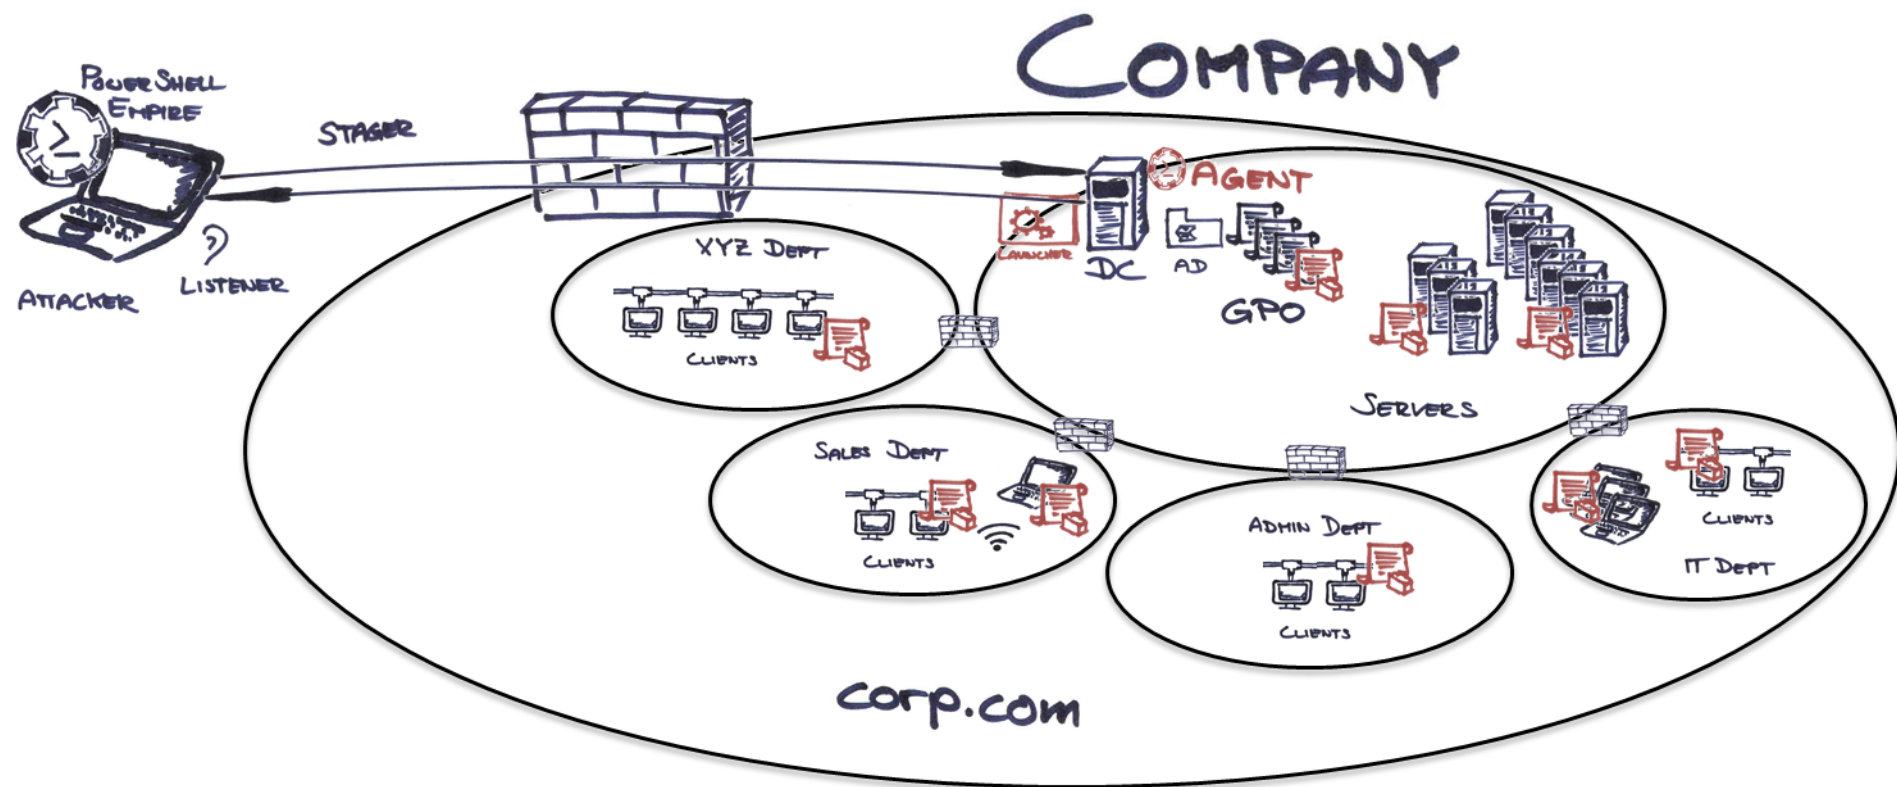 COMPANY
POWERSHELL
EMPIRE
STAGER
AGENT
LAUNCHER
DC
AD
GPO
XYZ DEPT
CLIENTS
LISTENER
ATTACKER
SERVERS
SALES DEPT
CLIENTS
ADMIN DEPT
CLIENTS
CLIENTS
IT DEPT
corp.com